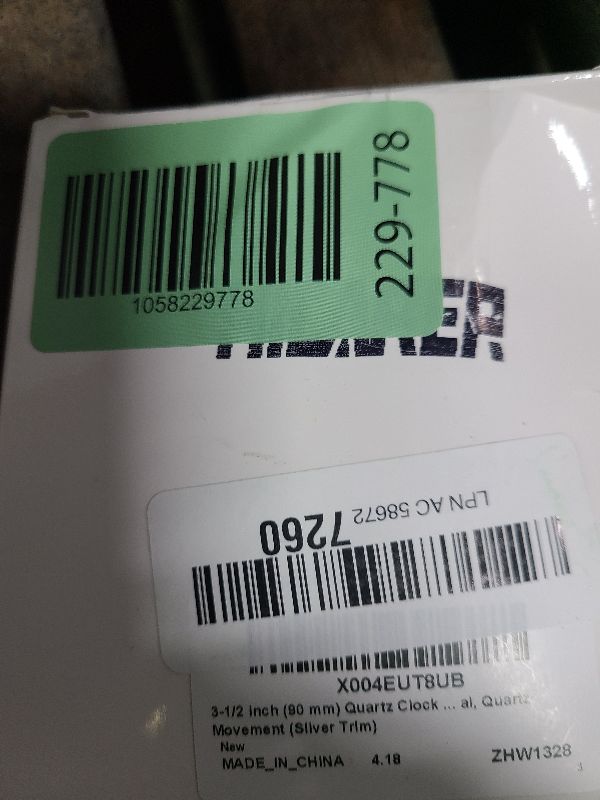 1058229778
229-778
LPN AC 58672 7260
X004EUT8UB
3-1/2 inch (90 mm) Quartz Clock ... al, Quartz
Movement (Silver Trim)
New
MADE_IN_CHINA 4.18 ZHW1328